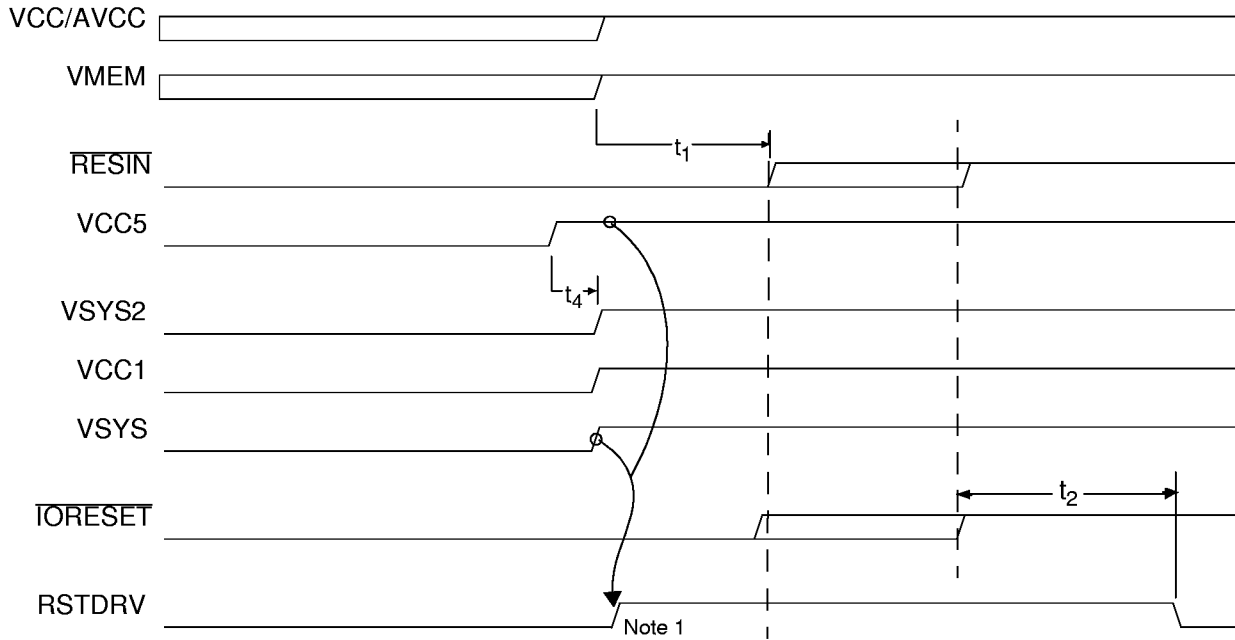 VCC/AVCC
VMEM
t1
RESIN
VCC5
t4
VSYS2
VCC1
VSYS
t2
IORESET
RSTDRV
Note 1